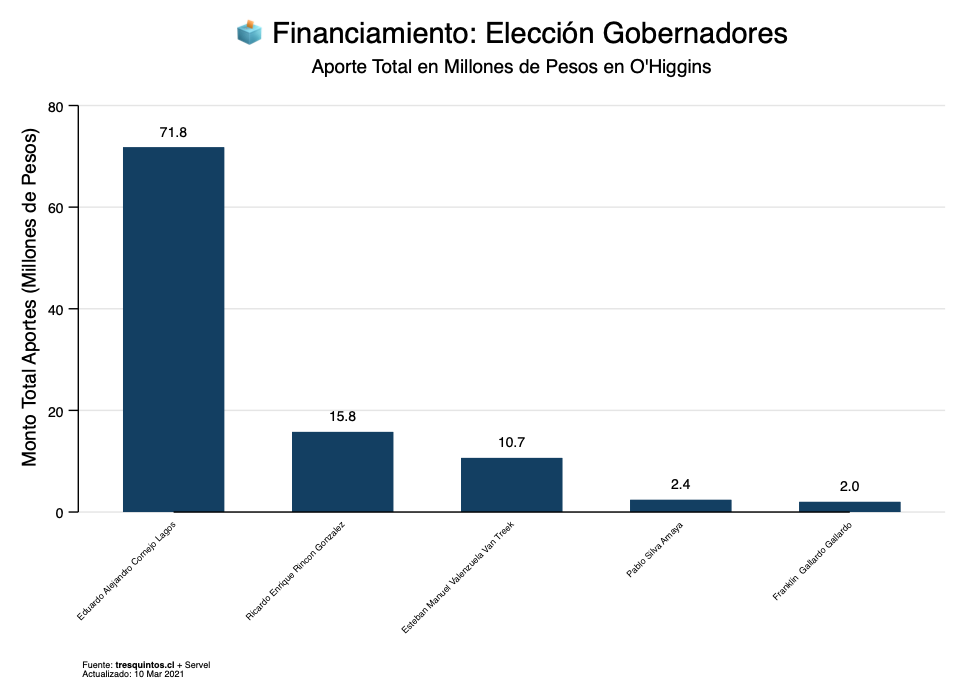 Financiamiento: Elección Gobernadores
Aporte Total en Millones de Pesos en O'Higgins
Monto Total Aportes (Millones de Pesos)
80
60
40
20
0
71.8
15.8
10.7
2.4
2.0
Eduardo Alejandro Cornejo Lagos
Ricardo Enrique Rincon Gonzalez
Esteban Manuel Valenzuela Van Treek
Pablo Silva Amaya
Franklin Gallardo Gallardo
Fuente: tresquintos.cl + Servel
Actualizado: 10 Mar 2021